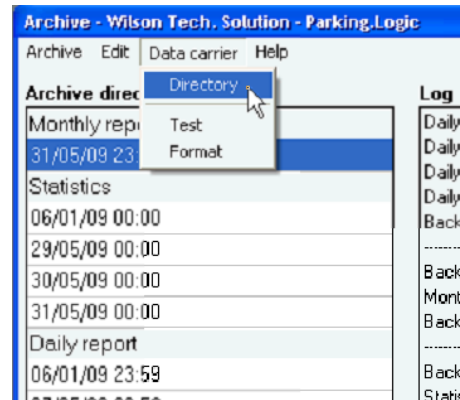 Archive - Wilson Tech. Solution - Parking.Logic
Archive Edit Data carrier Help
Directory
Test
Format
Archive direc
Monthly rep
31/05/09 23:
Statistics
06/01/09 00:00
29/05/09 00:00
30/05/09 00:00
31/05/09 00:00
Daily report
06/01/09 23:59
Log
Daily
Daily
Daily
Daily
Back
--------
Back
Mont
Back
--------
Back
Statis